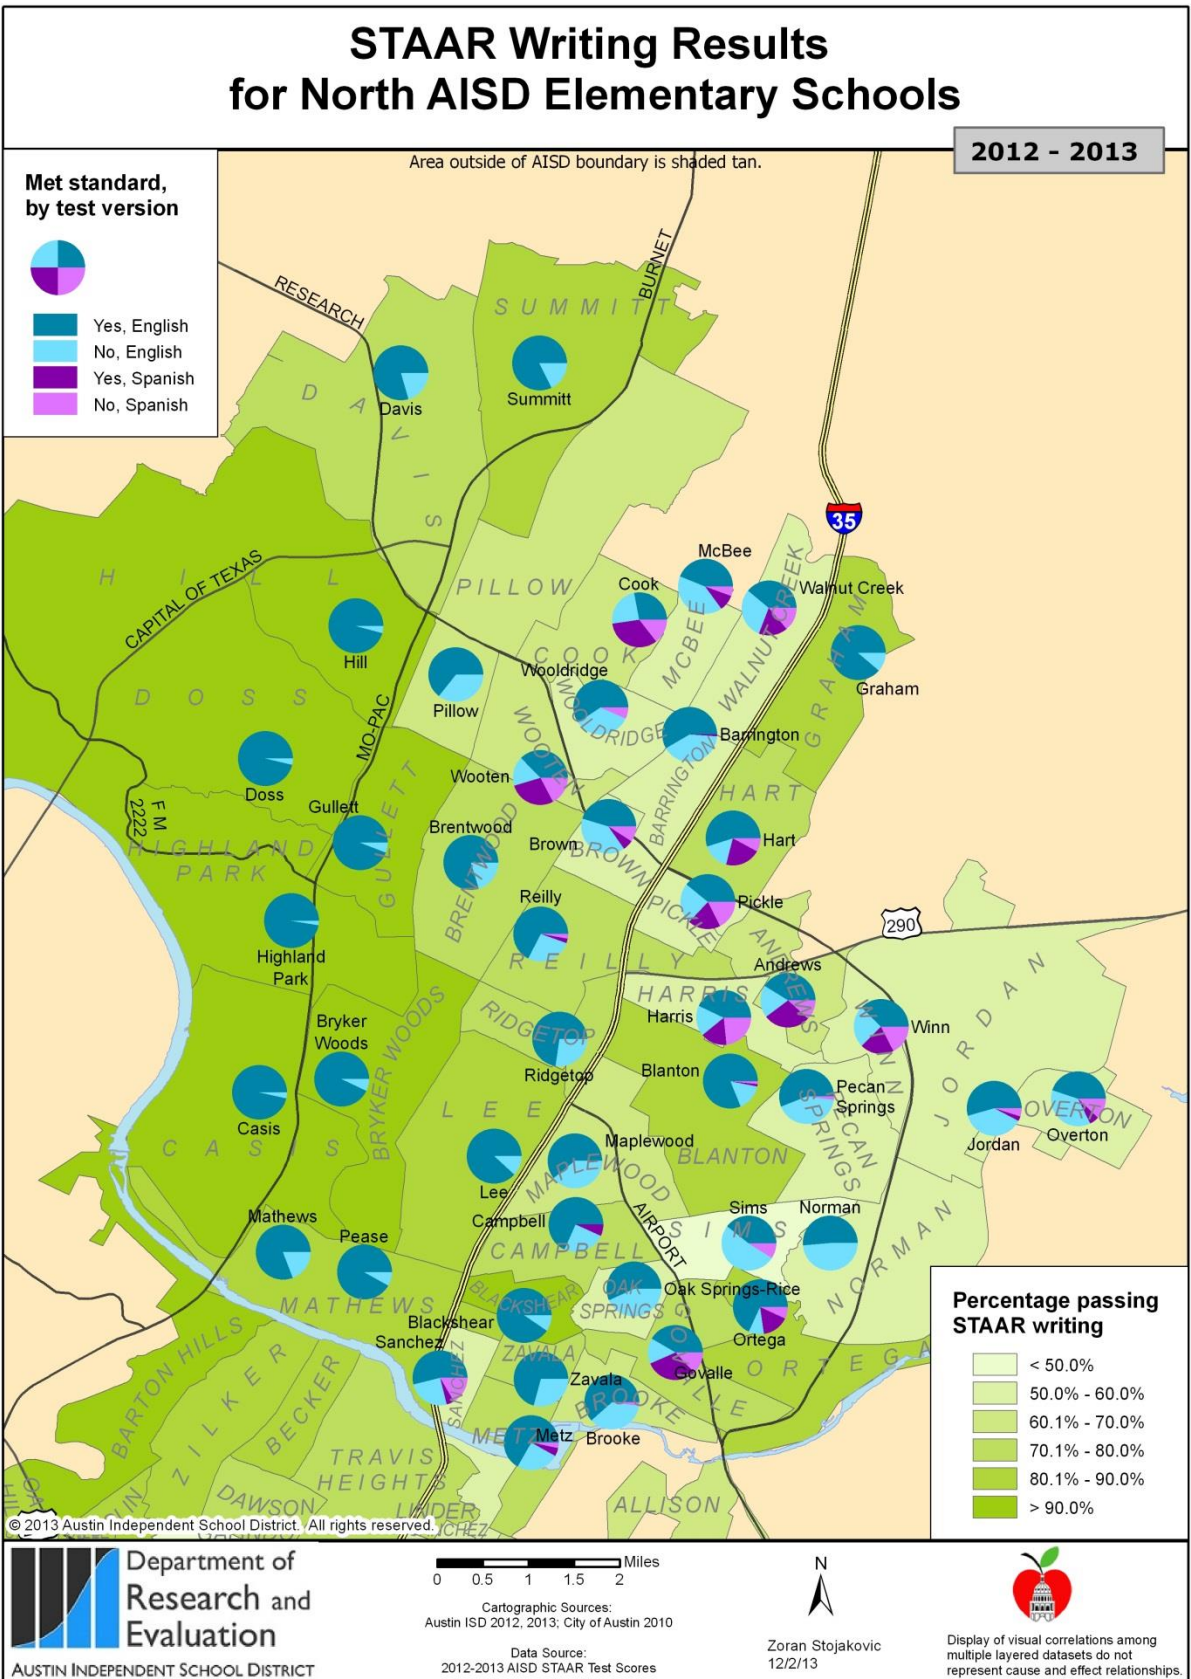 STAAR Writing Results
for North AISD Elementary Schools
2012 - 2013
Area outside of AISD boundary is shaded tan.
Met standard,
by test version
Yes, English
No, English
Yes, Spanish
No, Spanish
RESEARCH
BURNET
SUMMITT
Summitt
DAVIS
Davis
35
HILL
Hill
CAPITAL OF TEXAS
MO-PAC
PILLOW
Pillow
COOK
Cook
McBee
MCBEE
Walnut Creek
WALNUT CREEK
GRAHAM
Graham
Wooldridge
WOOLDRIDGE
DOSS
Doss
WOOTEN
Wooten
Barrington
BARRINGTON
HART
Hart
Gullett
GULLETT
FM
2222
HIGHLAND
PARK
Highland
Park
Brentwood
BRENTWOOD
Brown
BROWN
Pickle
PICKLE
Reilly
REILLY
290
Andrews
ANDREWS
HARRIS
Harris
Winn
WINN
JORDAN
Jordan
OVERTON
Overton
RIDGETOP
Ridgetop
Bryker
Woods
BRYKER WOODS
Blanton
BLANTON
Pecan
Springs
PECAN
SPRINGS
Casis
CASIS
LEE
Lee
Maplewood
MAPLEWOOD
AIRPORT
Campbell
CAMPBELL
Sims
SIMS
Norman
NORMAN
Mathews
MATHEWS
Pease
BLACKSHEAR
Blackshear
OAK
SPRINGS
Oak Springs-Rice
Ortega
ORTEGA
Sanchez
SANCHEZ
ZAVALA
Zavala
Govalle
GOVALLE
BROOKE
Brooke
METZ
Metz
BARTON HILLS
ZILKER
BECKER
TRAVIS
HEIGHTS
DAWSON
LINDER
ALLISON
Percentage passing
STAAR writing
< 50.0%
50.0% - 60.0%
60.1% - 70.0%
70.1% - 80.0%
80.1% - 90.0%
> 90.0%
© 2013 Austin Independent School District. All rights reserved.
Department of
Research and
Evaluation
AUSTIN INDEPENDENT SCHOOL DISTRICT
0 0.5 1 1.5 2 Miles
Cartographic Sources:
Austin ISD 2012, 2013; City of Austin 2010
Data Source:
2012-2013 AISD STAAR Test Scores
N
Zoran Stojakovic
12/2/13
Display of visual correlations among
multiple layered datasets do not
represent cause and effect relationships.